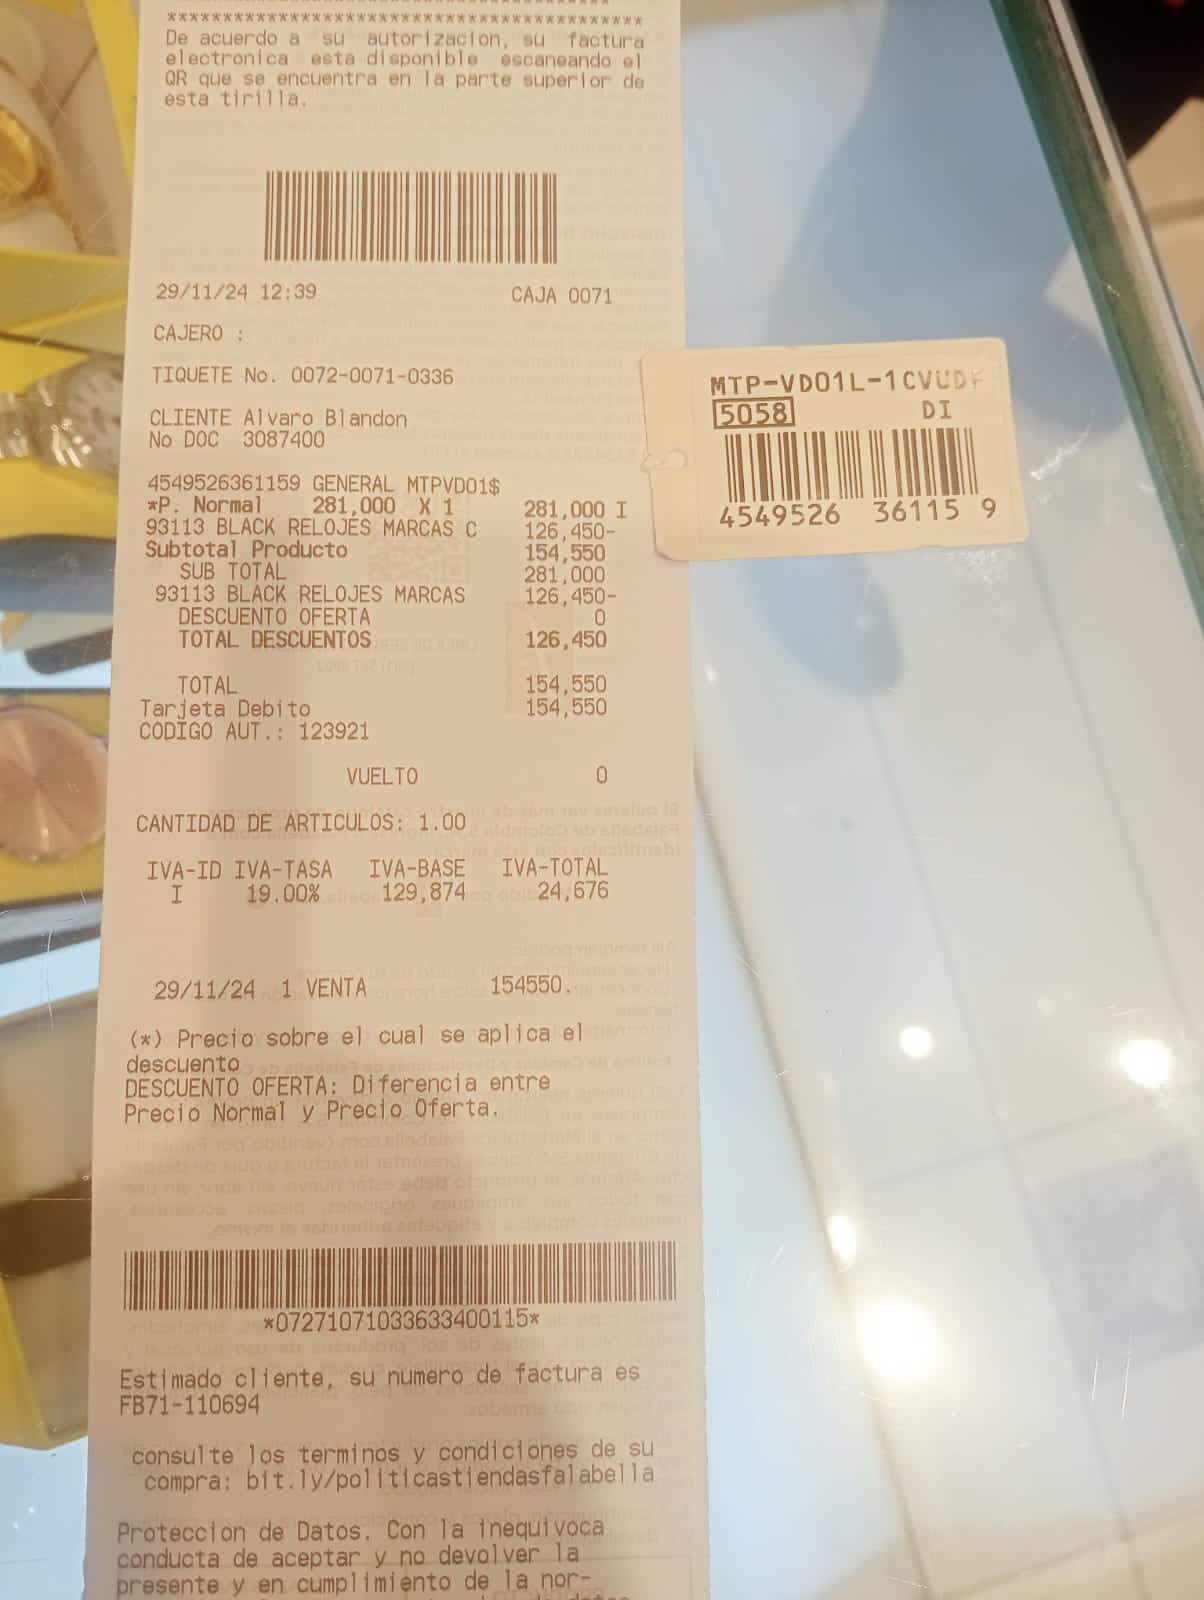 ******************************************
De acuerdo a su autorizacion, su factura
electronica esta disponible escaneando el
QR que se encuentra en la parte superior de
esta tirilla.
29/11/24 12:39 CAJA 0071
CAJERO :
TIQUETE No. 0072-0071-0336
CLIENTE Alvaro Blandon
No DOC 3087400
4549526361159 GENERAL MTPVD01$
*P. Normal 281,000 X 1 281,000 I
93113 BLACK RELOJES MARCAS C 126,450-
Subtotal Producto 154,550
SUB TOTAL 281,000
93113 BLACK RELOJES MARCAS 126,450-
DESCUENTO OFERTA 0
TOTAL DESCUENTOS 126,450
TOTAL 154,550
Tarjeta Debito 154,550
CODIGO AUT.: 123921
VUELTO 0
CANTIDAD DE ARTICULOS: 1.00
IVA-ID IVA-TASA IVA-BASE IVA-TOTAL
I 19.00% 129,874 24,676
29/11/24 1 VENTA 154550.
(*) Precio sobre el cual se aplica el
descuento
DESCUENTO OFERTA: Diferencia entre
Precio Normal y Precio Oferta.
*07271071033633400115*
Estimado cliente, su numero de factura es
FB71-110694
consulte los terminos y condiciones de su
compra: bit.ly/politicastiendasfalabella
Proteccion de Datos. Con la inequivoca
conducta de aceptar y no devolver la
presente y en cumplimiento de la nor-
MTP-VD01L-1CVUDF
5058 DI
4549526 36115 9